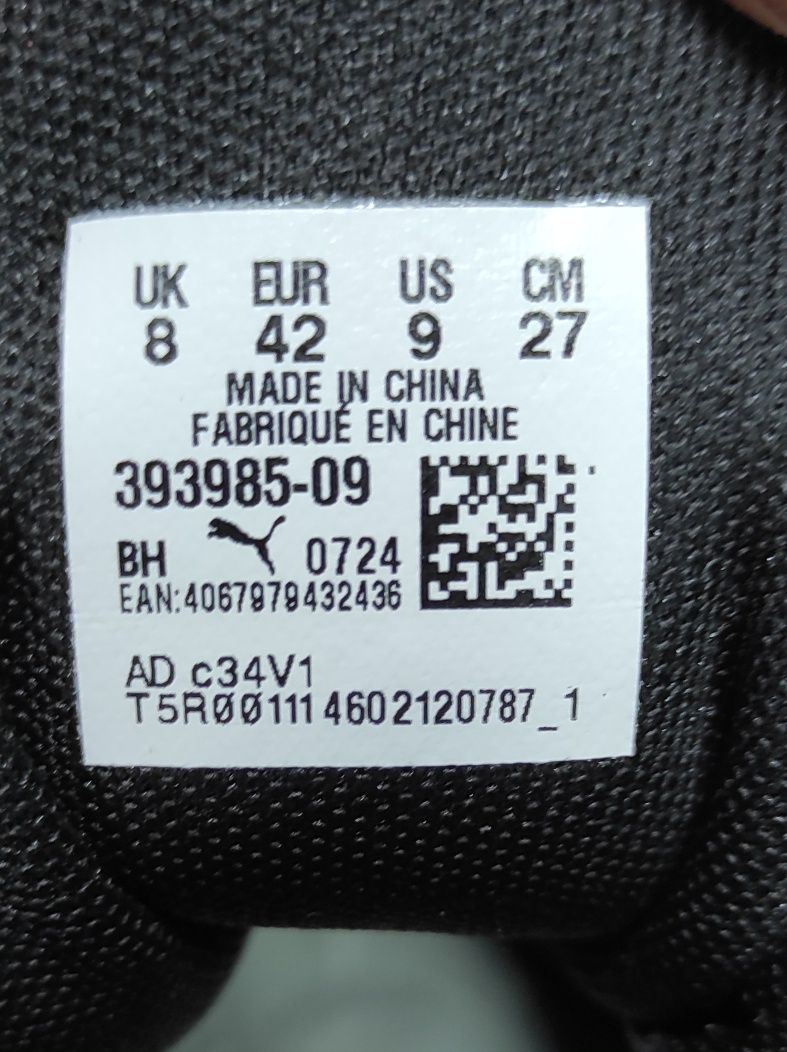 UK EUR US CM
8 42 9 27
MADE IN CHINA
FABRIQUÉ EN CHINE
393985-09
BH 0724
EAN:4067979432436
AD c34V1
T5R00111 4602120787_1